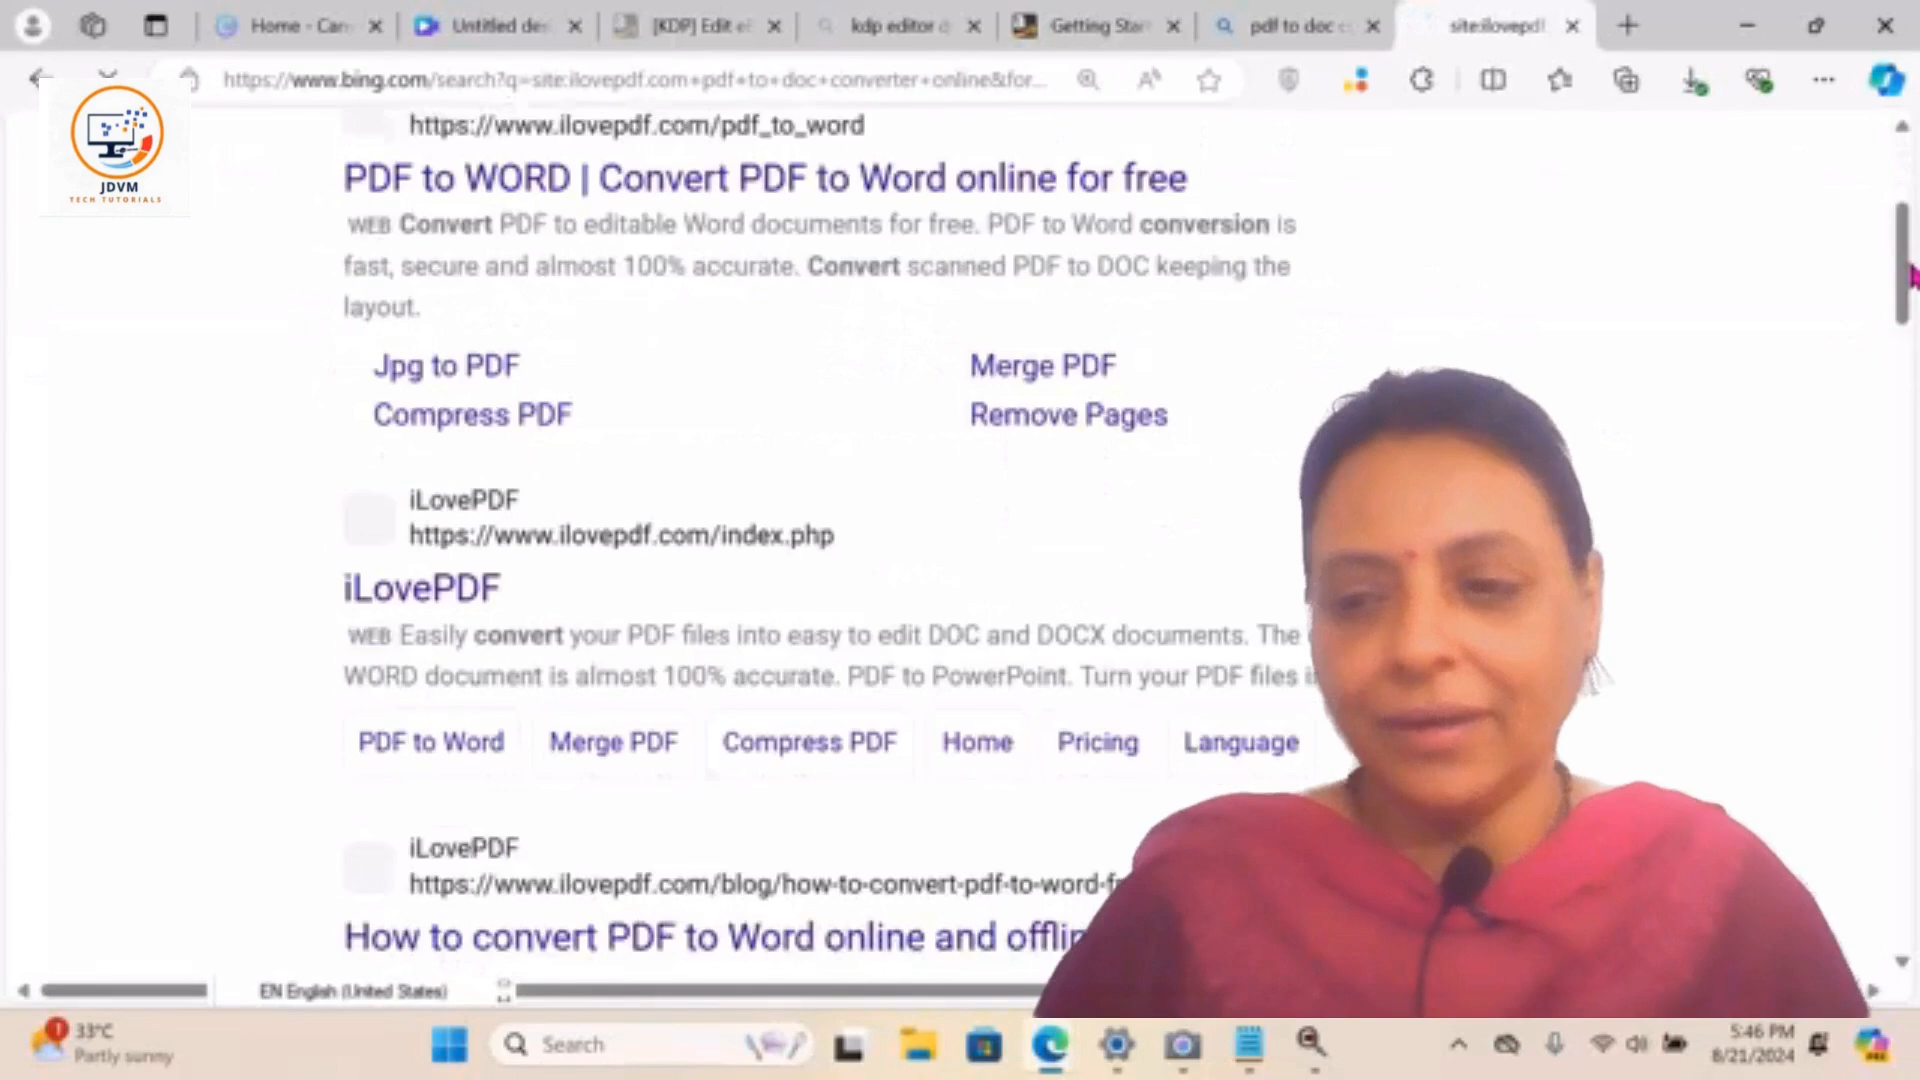 Home - Can
Untitled de
[KDP] Edit e
kdp editor d
Getting Star
pdf to doc c
site:ilovepdf
https://www.bing.com/search?q=site:ilovepdf.com+pdf+to+doc+converter+online&for...
JDVM
TECH TUTORIALS
https://www.ilovepdf.com/pdf_to_word
PDF to WORD | Convert PDF to Word online for free
WEB Convert PDF to editable Word documents for free. PDF to Word conversion is
fast, secure and almost 100% accurate. Convert scanned PDF to DOC keeping the
layout.
Jpg to PDF
Merge PDF
Compress PDF
Remove Pages
iLovePDF
https://www.ilovepdf.com/index.php
iLovePDF
WEB Easily convert your PDF files into easy to edit DOC and DOCX documents. The
WORD document is almost 100% accurate. PDF to PowerPoint. Turn your PDF files i
PDF to Word
Merge PDF
Compress PDF
Home
Pricing
Language
iLovePDF
https://www.ilovepdf.com/blog/how-to-convert-pdf-to-word-f
How to convert PDF to Word online and offlin
EN English (United States)
1
33°C
Partly sunny
Search
5:46 PM
8/21/2024